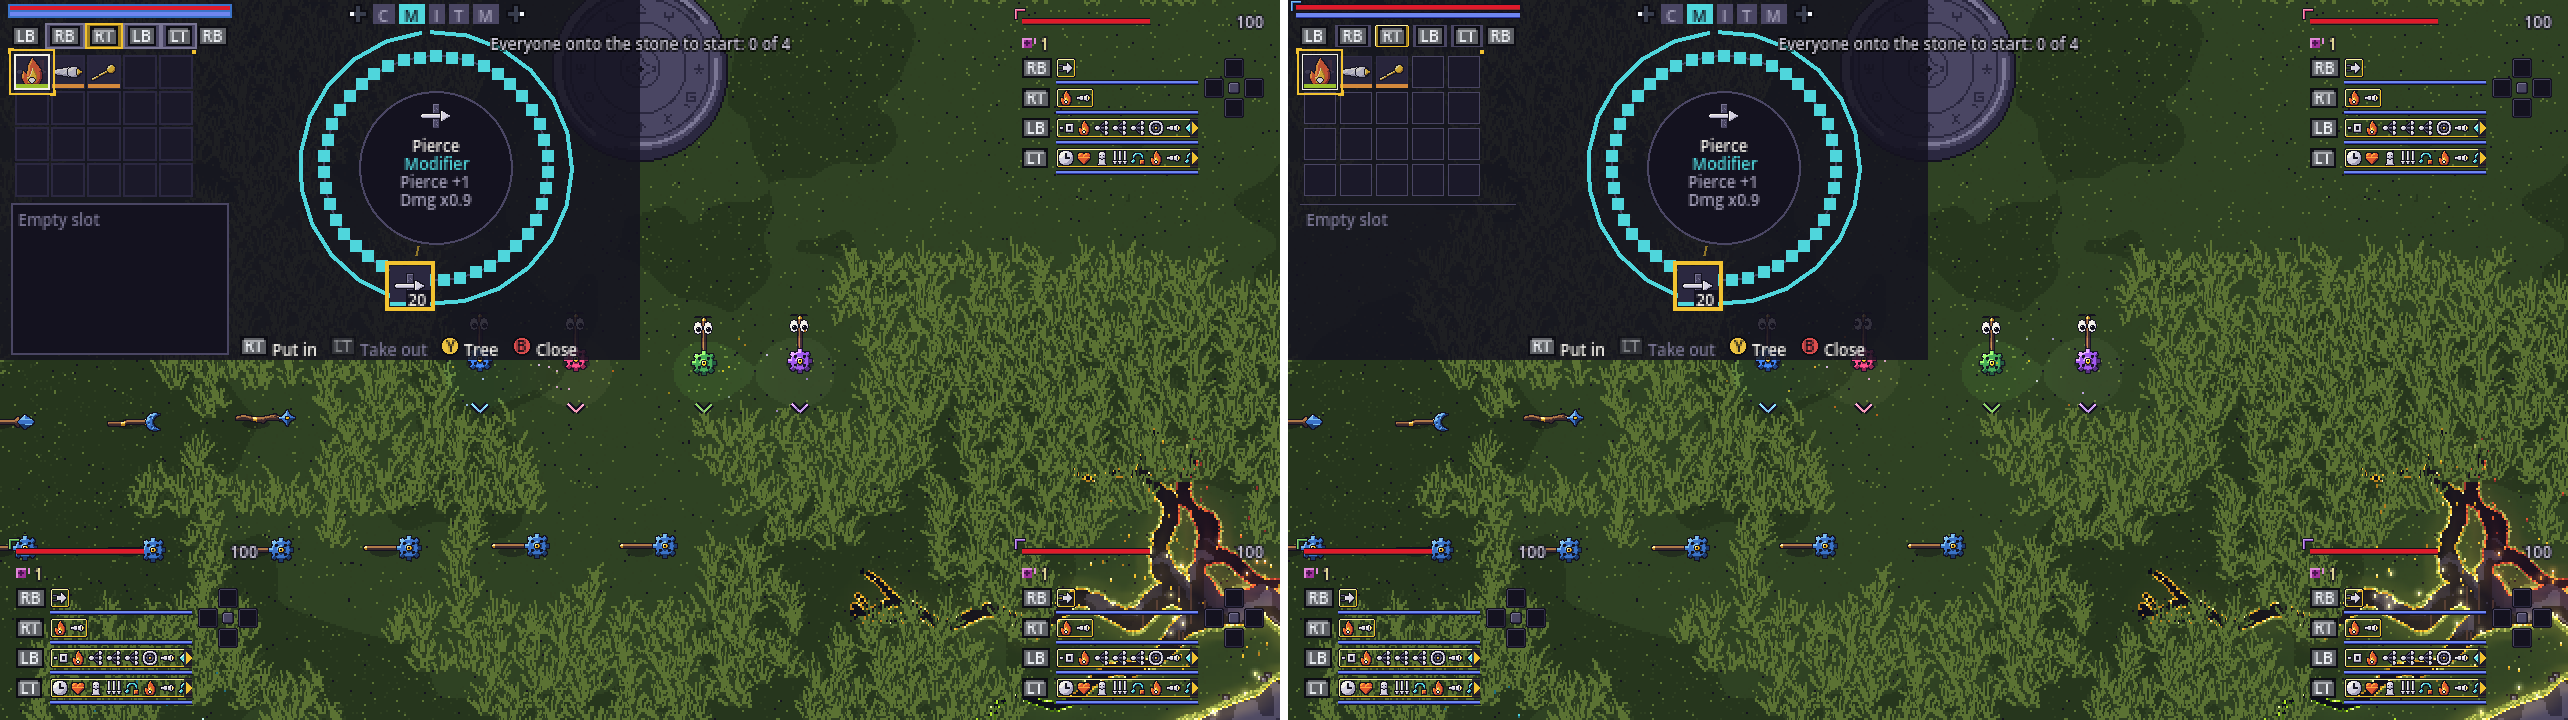 C M I T M
LB RB RT LB LT RB
Everyone onto the stone to start: 0 of 4
Pierce
Modifier
Pierce +1
Dmg x0.9
20
Empty slot
RT Put in LT Take out Y Tree B Close
100
1
RB
RT
LB
LT
100
1
RB
RT
LB
LT
100
1
RB
RT
LB
LT
C M I T M
LB RB RT LB LT RB
Everyone onto the stone to start: 0 of 4
Pierce
Modifier
Pierce +1
Dmg x0.9
20
Empty slot
RT Put in LT Take out Y Tree B Close
100
1
RB
RT
LB
LT
100
1
RB
RT
LB
LT
100
1
RB
RT
LB
LT